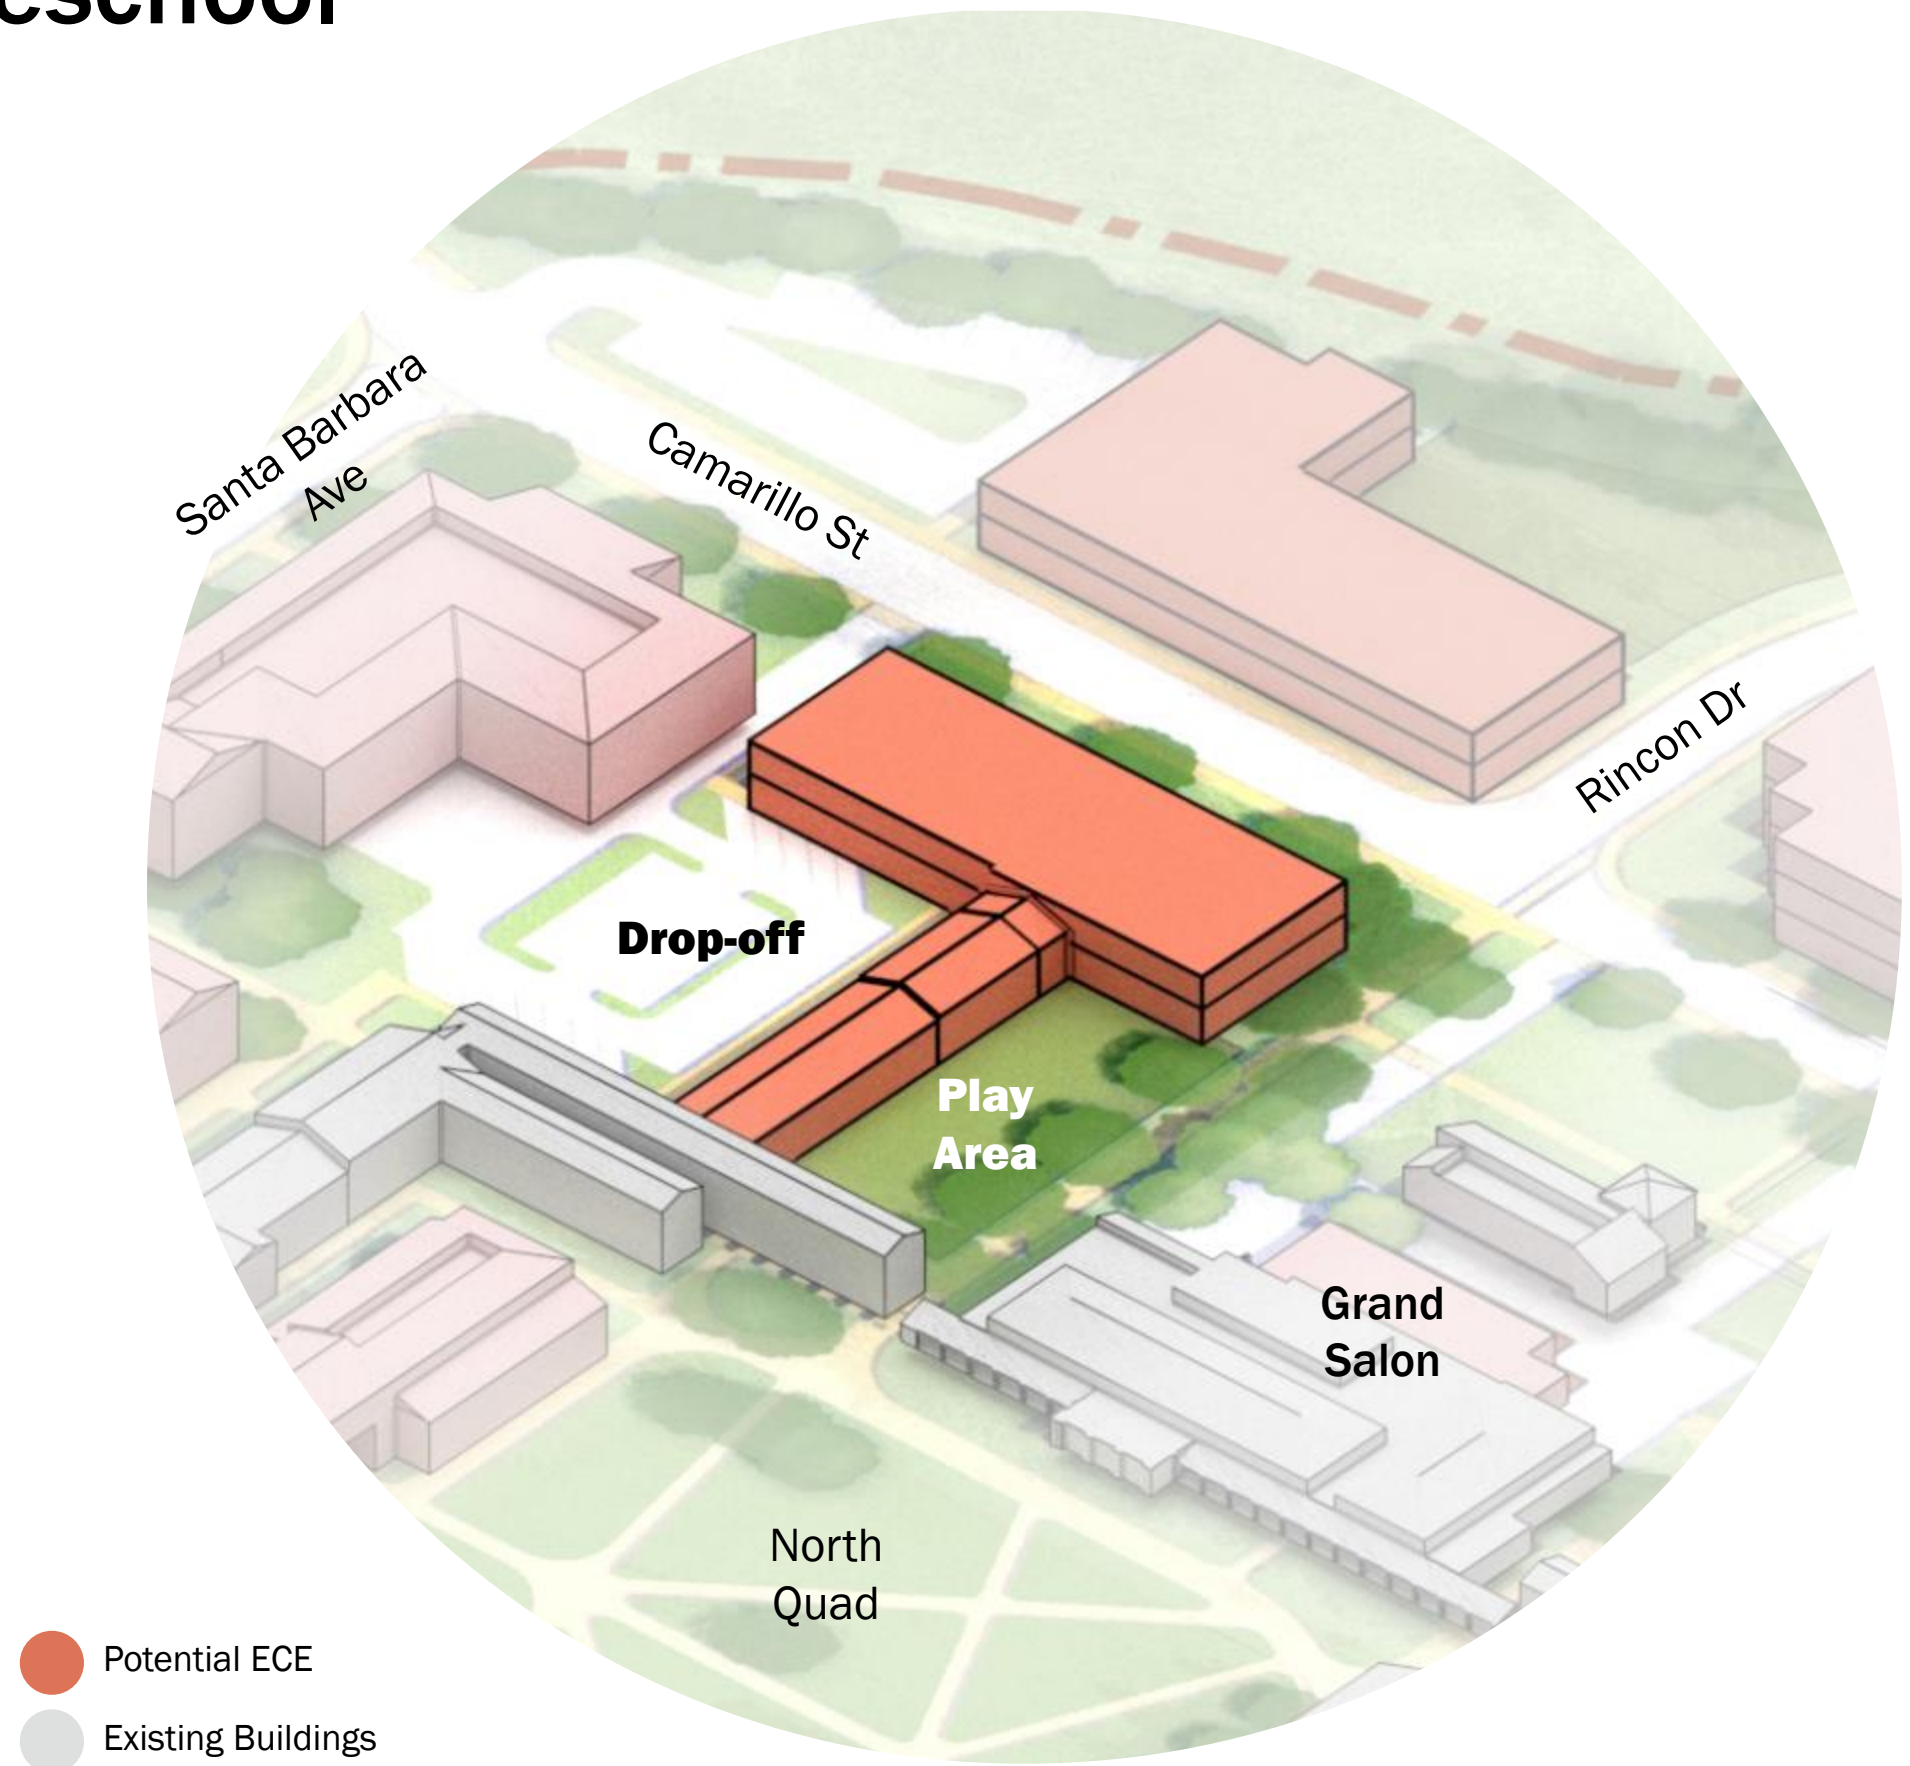 Santa Barbara
Ave
Camarillo St
Rincon Dr
Drop-off
Play
Area
Grand
Salon
North
Quad
Potential ECE
Existing Buildings